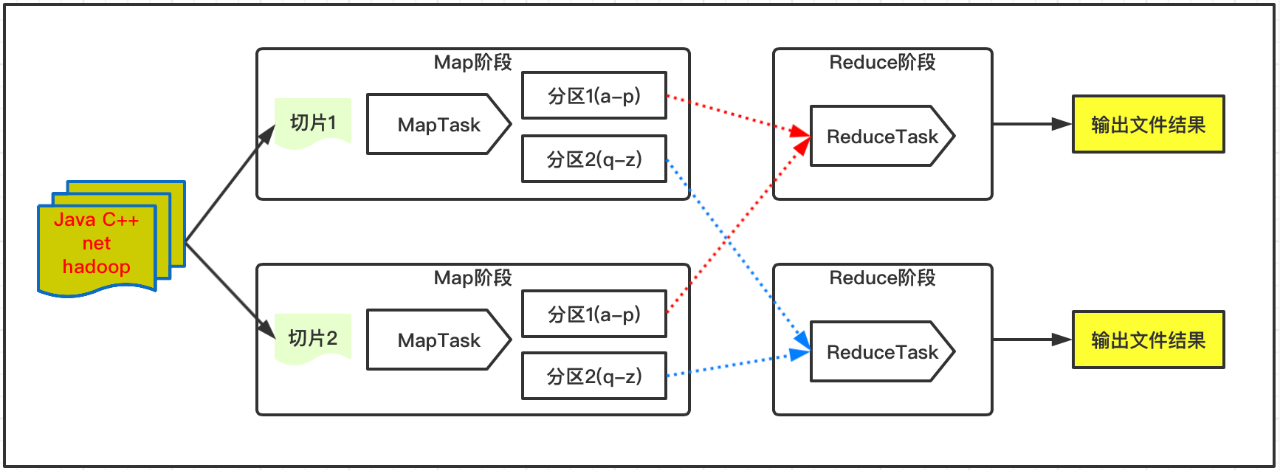 Java C++
net
hadoop
Map阶段
切片1
MapTask
分区1(a-p)
分区2(q-z)
Reduce阶段
ReduceTask
输出文件结果
Map阶段
切片2
MapTask
分区1(a-p)
分区2(q-z)
Reduce阶段
ReduceTask
输出文件结果